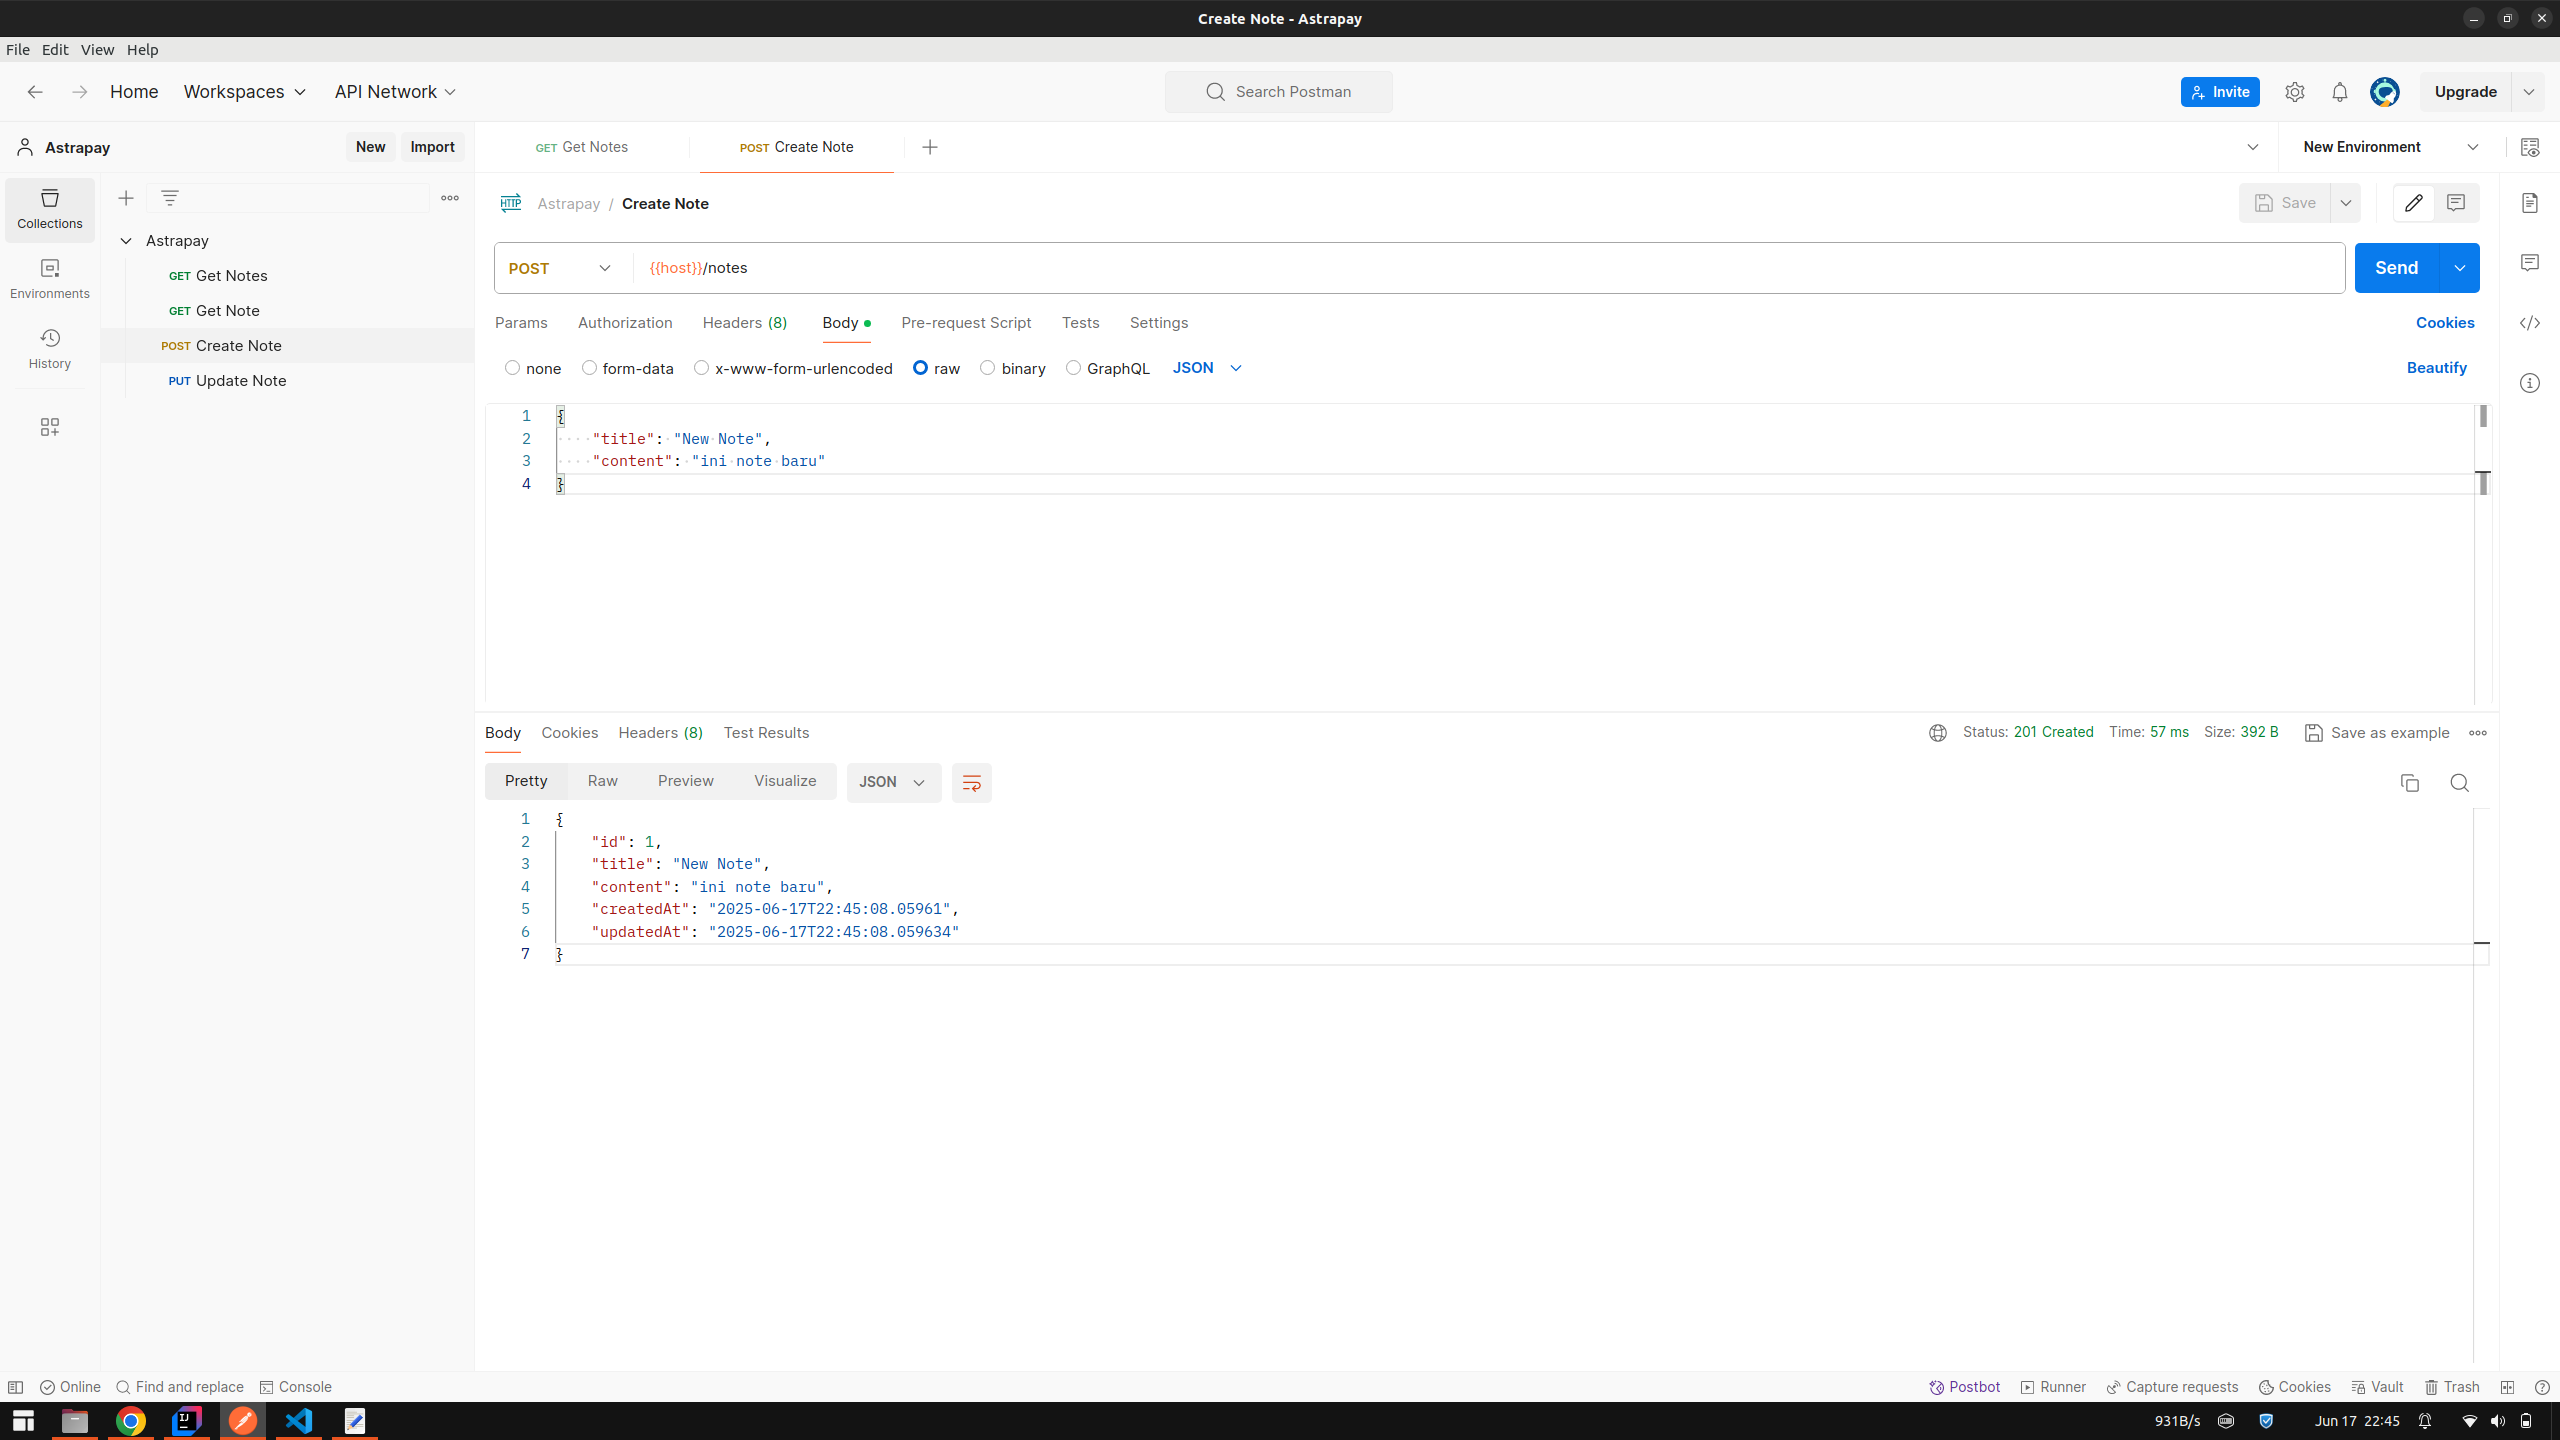 Create Note - Astrapay
File Edit View Help
Home Workspaces API Network Search Postman Invite Upgrade
Astrapay New Import GET Get Notes POST Create Note New Environment
Collections
Environments
History
Astrapay
GET Get Notes
GET Get Note
POST Create Note
PUT Update Note
HTTP Astrapay / Create Note Save
POST {{host}}/notes Send
Params Authorization Headers (8) Body Pre-request Script Tests Settings Cookies
none form-data x-www-form-urlencoded raw binary GraphQL JSON Beautify
1 {
2 "title": "New Note",
3 "content": "ini note baru"
4 }
Body Cookies Headers (8) Test Results Status: 201 Created Time: 57 ms Size: 392 B Save as example
Pretty Raw Preview Visualize JSON
1 {
2 "id": 1,
3 "title": "New Note",
4 "content": "ini note baru",
5 "createdAt": "2025-06-17T22:45:08.05961",
6 "updatedAt": "2025-06-17T22:45:08.059634"
7 }
Online Find and replace Console Postbot Runner Capture requests Cookies Vault Trash
931B/s Jun 17 22:45